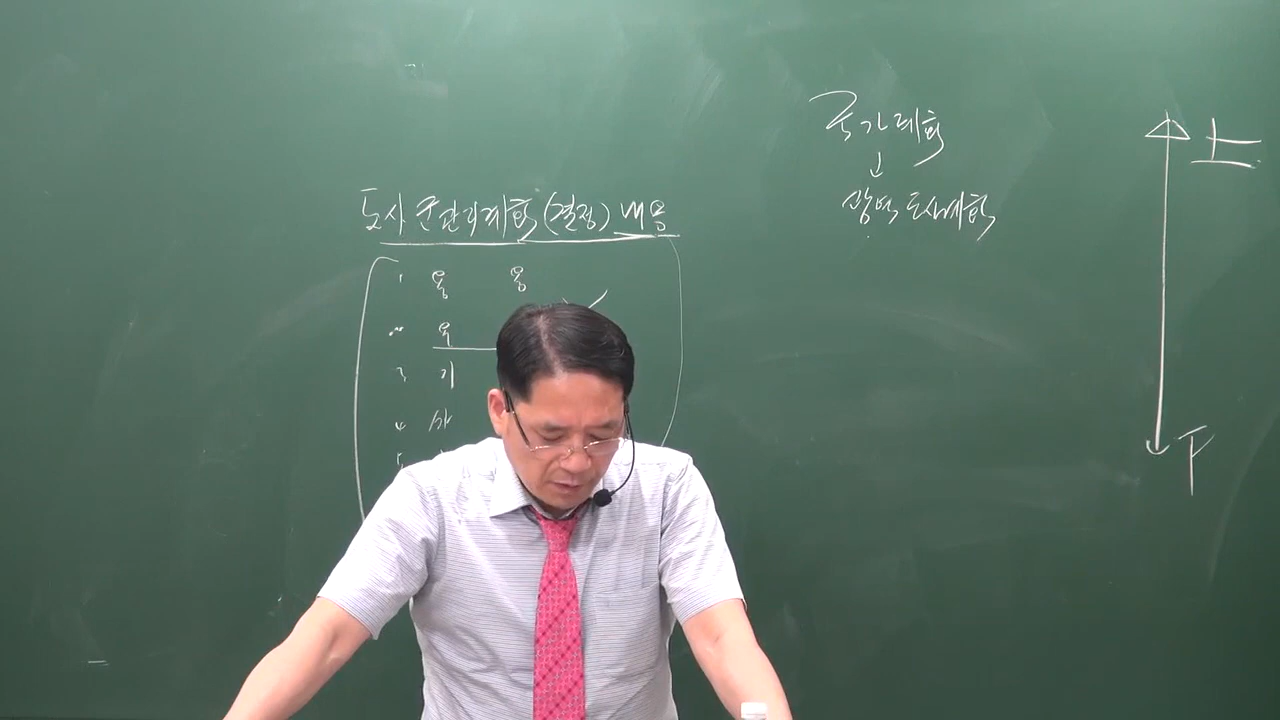 도시 군관리계획(결정) 내용
1 용 용
2
3 기
4 사
5
국가계획
↓
광역도시계획
上
下